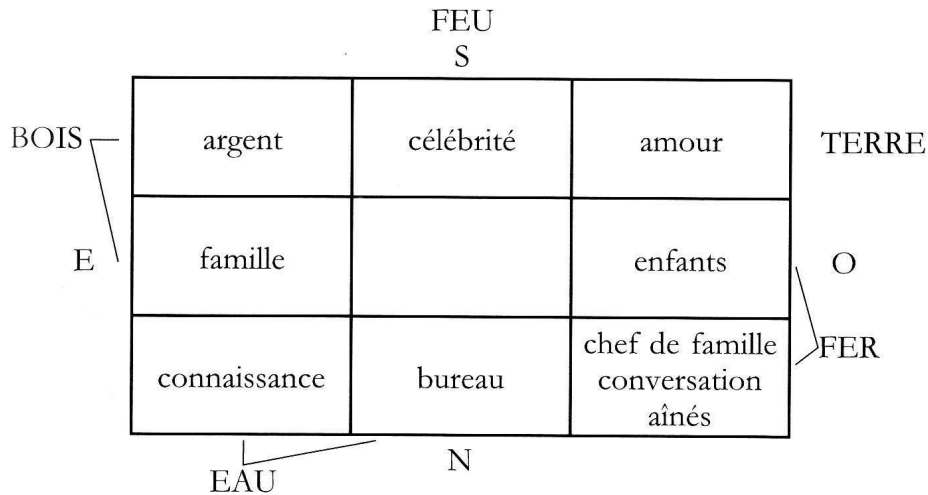 FEU
S
BOIS argent célébrité amour TERRE
E famille enfants O
connaissance bureau chef de famille
conversation
aînés
FER
EAU
N